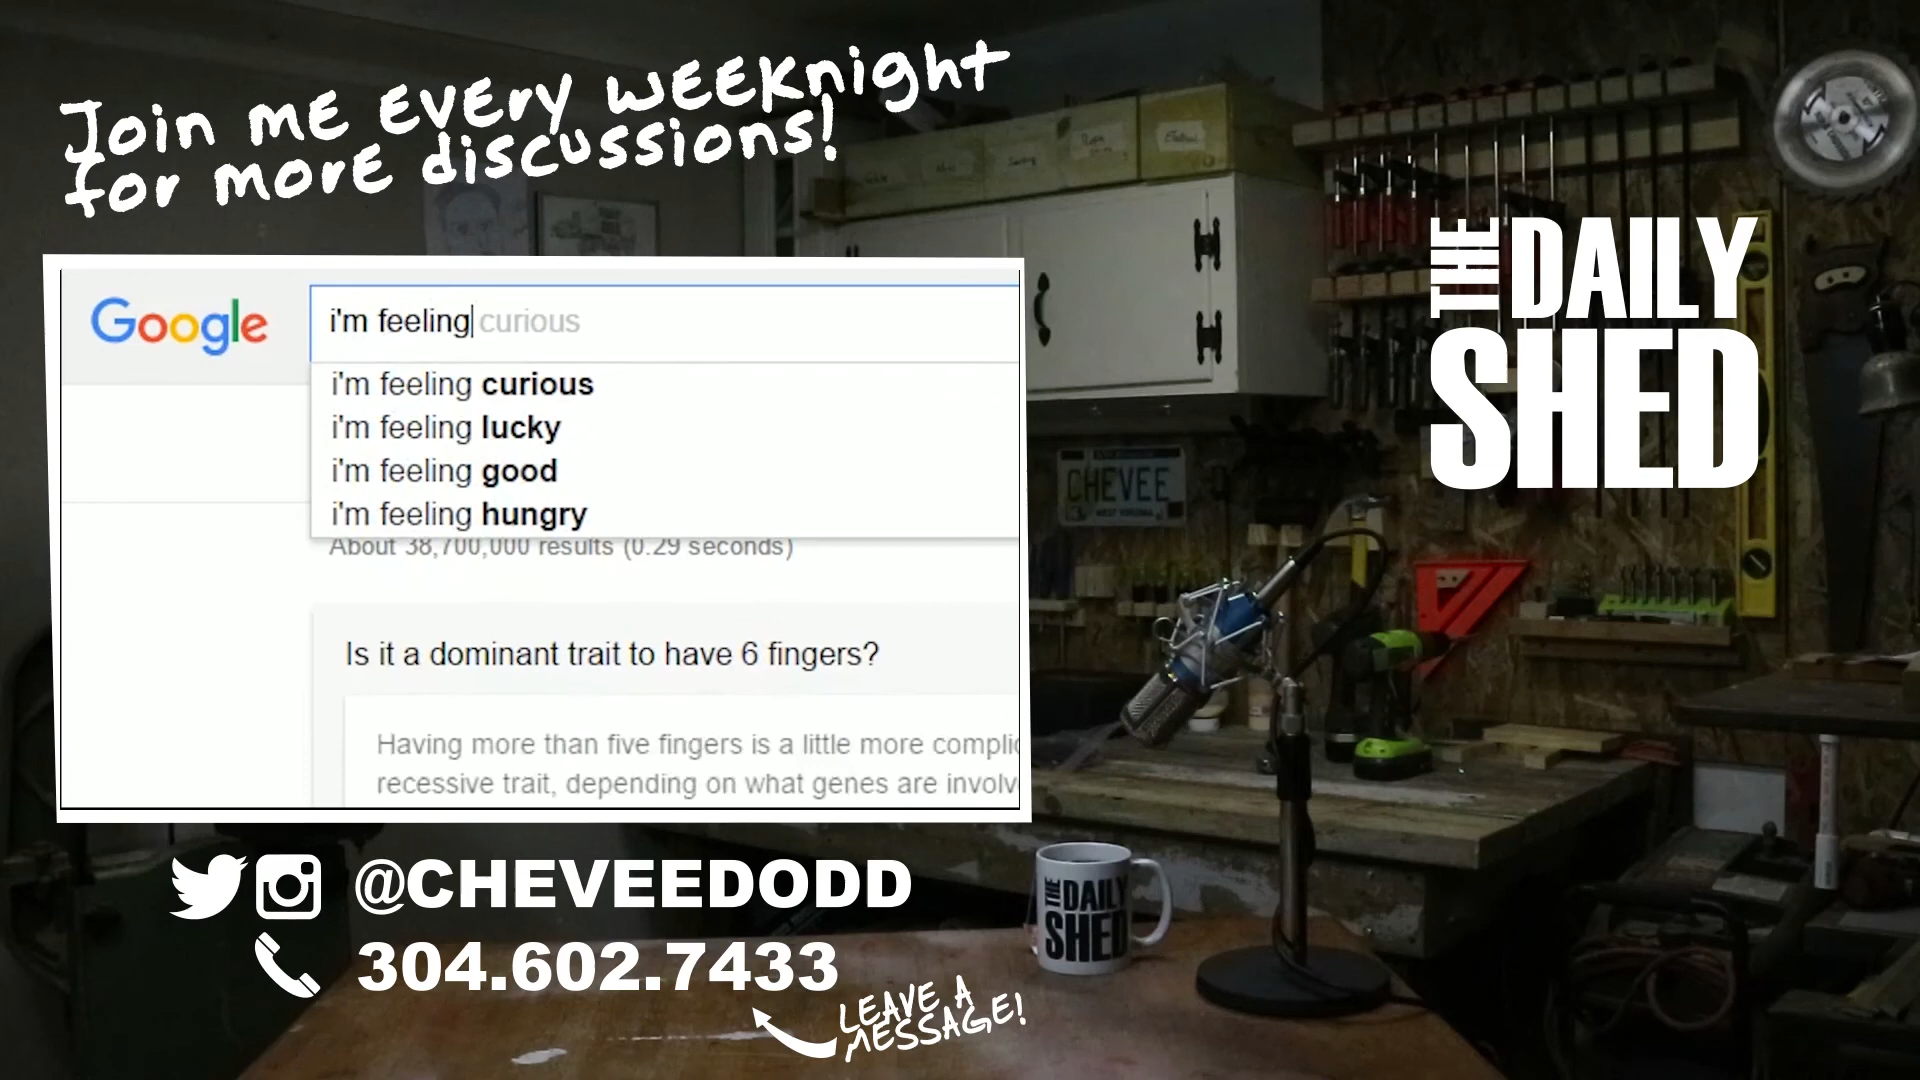 Join me every weeknight
for more discussions!
Google
i'm feeling curious
i'm feeling curious
i'm feeling lucky
i'm feeling good
i'm feeling hungry
About 38,700,000 results (0.29 seconds)
Is it a dominant trait to have 6 fingers?
Having more than five fingers is a little more
recessive trait, depending on what genes are
THE DAILY
SHED
CHEVEE
WEST VIRGINIA
@CHEVEEDODD
304.602.7433
LEAVE A
MESSAGE!
THE DAILY
SHED